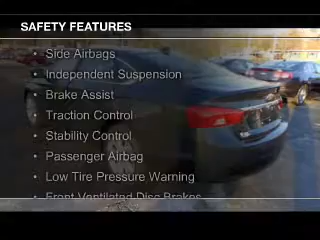 SAFETY FEATURES
• Side Airbags
• Independent Suspension
• Brake Assist
• Traction Control
• Stability Control
• Passenger Airbag
• Low Tire Pressure Warning
• Front Ventilated Disc Brakes